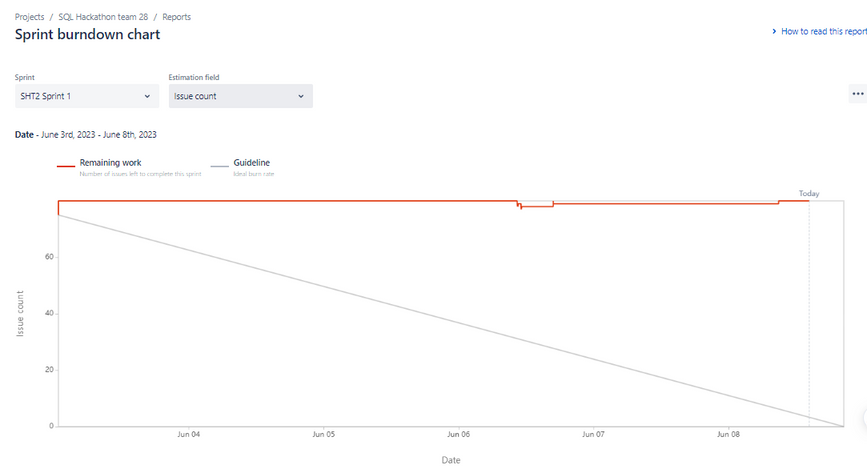 Projects / SQL Hackathon team 28 / Reports
Sprint burndown chart
How to read this report
Sprint
Estimation field
SHT2 Sprint 1
Issue count
Date - June 3rd, 2023 - June 8th, 2023
Remaining work
Number of issues left to complete this sprint
Guideline
Ideal burn rate
Today
60
40
20
0
Issue count
Jun 04
Jun 05
Jun 06
Jun 07
Jun 08
Date